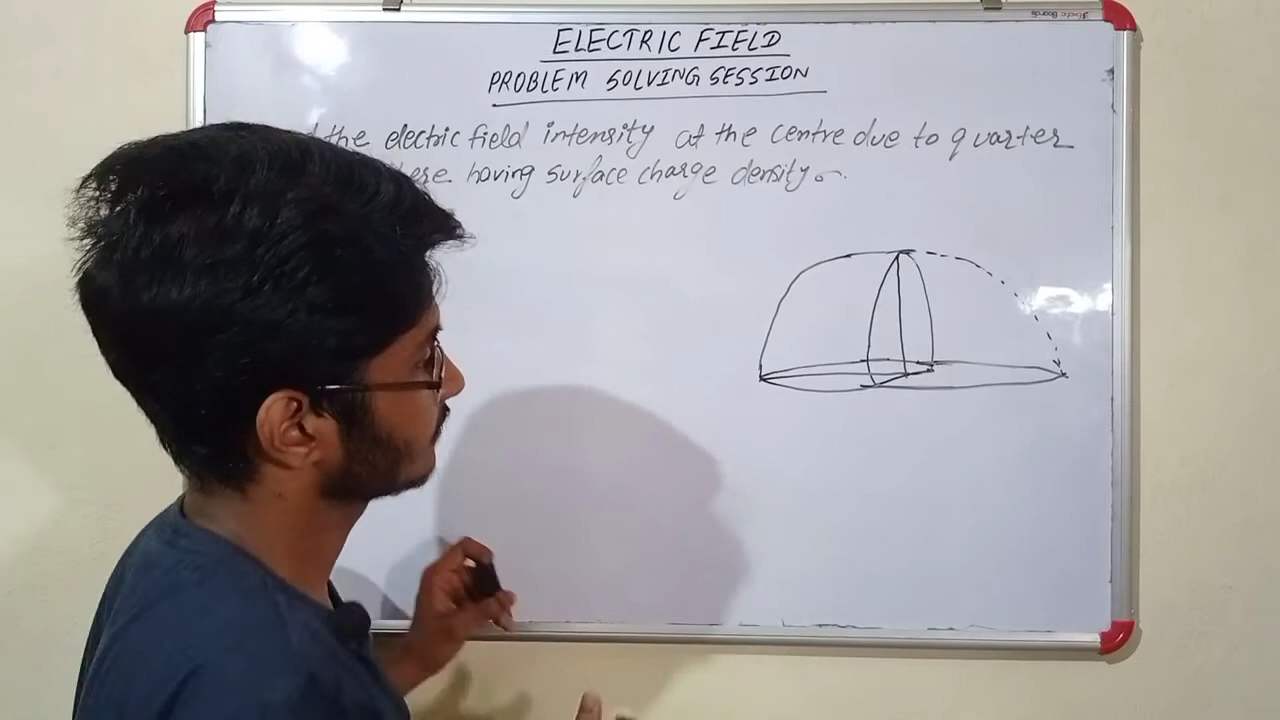 ELECTRIC FIELD
PROBLEM SOLVING SESSION
the electric field intensity at the centre due to quarter
having surface charge density σ.